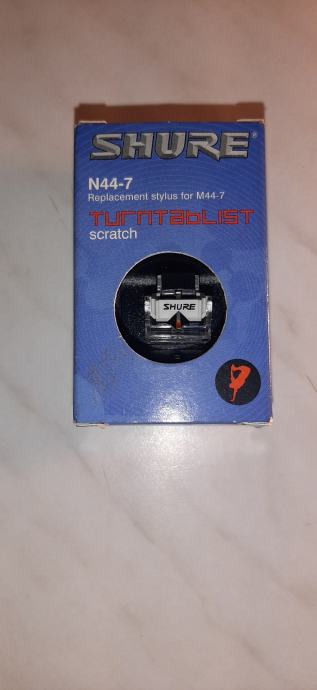 SHURE®
N44-7
Replacement stylus for M44-7
TURNTABLIST
scratch
SHURE